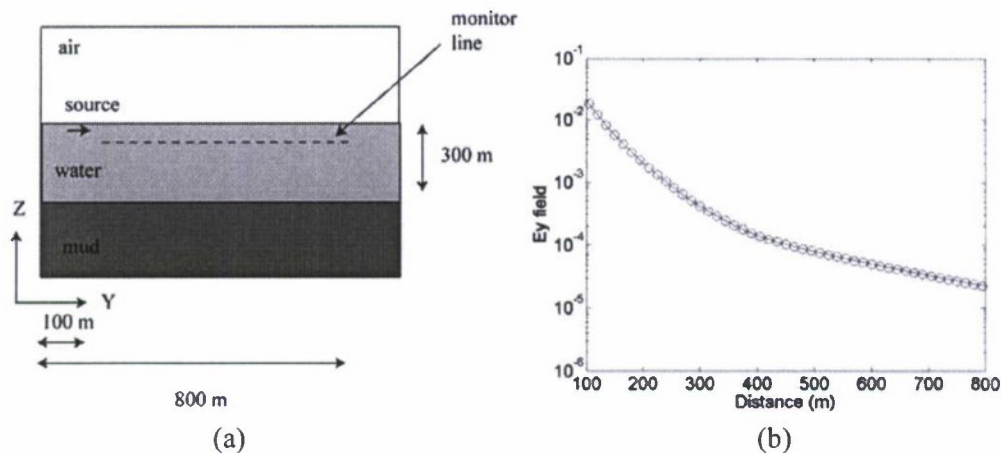 monitor
line
air
source
300 m
water
Z
mud
Y
100 m
800 m
(a)
10-1
10-2
10-3
10-4
10-5
10-6
Ey field
100 200 300 400 500 600 700 800
Distance (m)
(b)